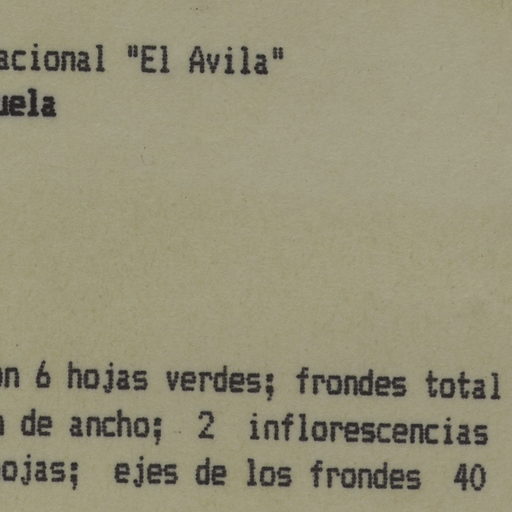 acional "El Avila"
uela
on 6 hojas verdes; frondes total
de ancho; 2 inflorescencias
ojas; ejes de los frondes 40